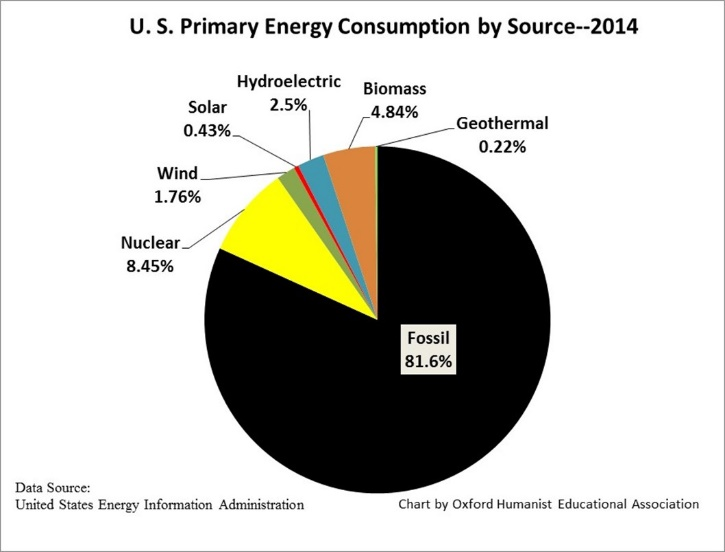 U. S. Primary Energy Consumption by Source--2014
Hydroelectric
2.5%
Biomass
4.84%
Solar
0.43%
Geothermal
0.22%
Wind
1.76%
Nuclear
8.45%
Fossil
81.6%
Data Source:
United States Energy Information Administration
Chart by Oxford Humanist Educational Association